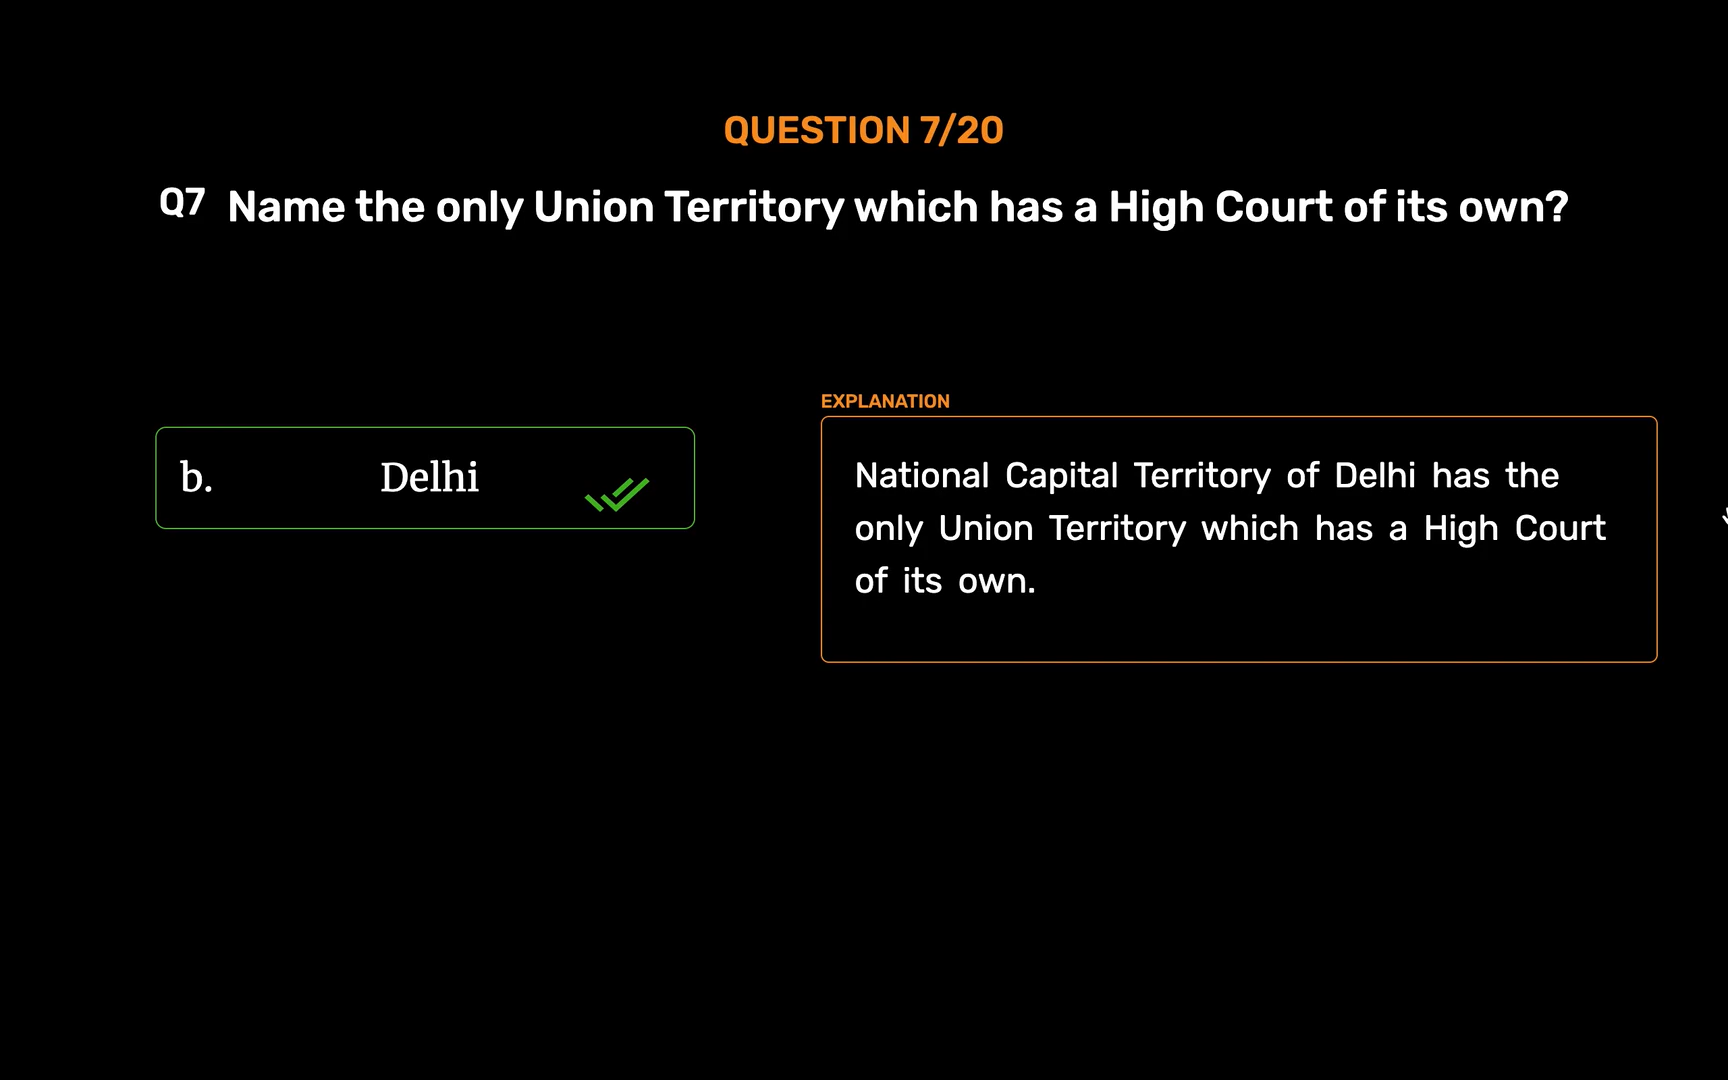 QUESTION 7/20
Q7 Name the only Union Territory which has a High Court of its own?
b. Delhi
EXPLANATION
National Capital Territory of Delhi has the
only Union Territory which has a High Court
of its own.